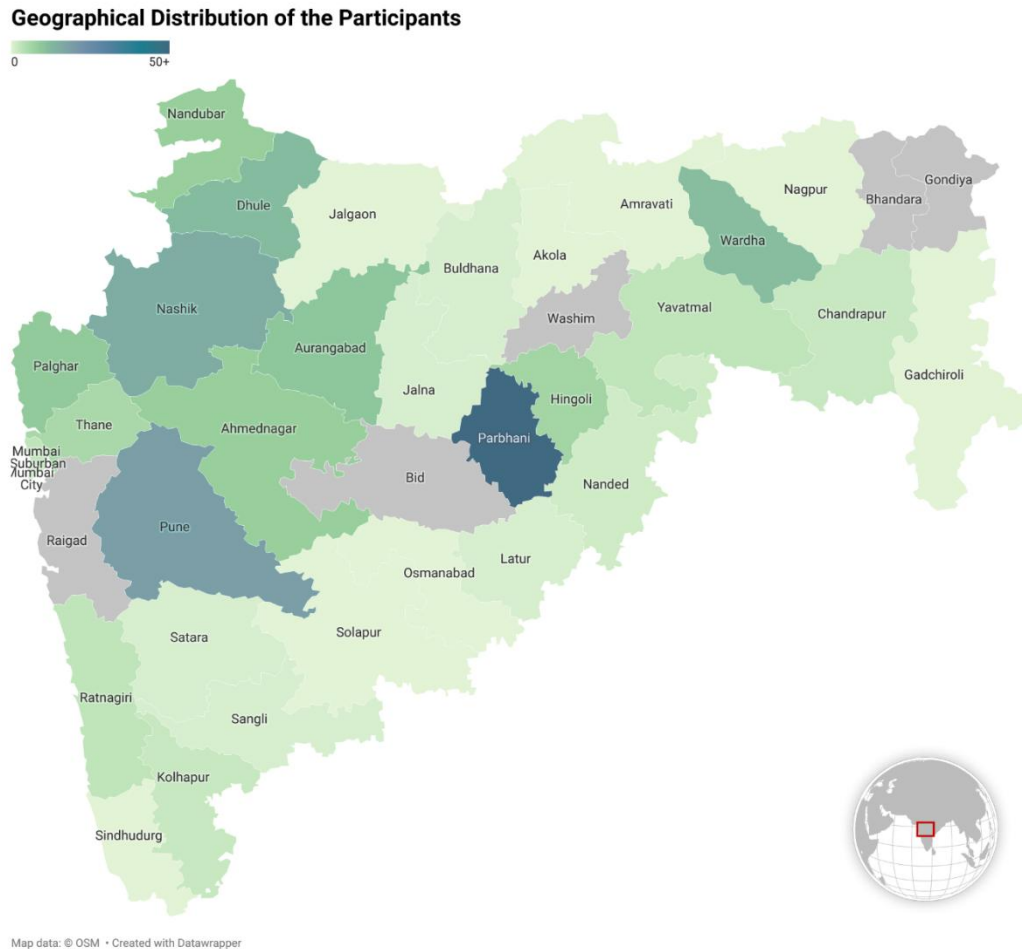 Geographical Distribution of the Participants
0 50+
Nandubar
Dhule
Jalgaon
Nashik
Buldhana
Akola
Amravati
Nagpur
Bhandara
Gondiya
Wardha
Washim
Yavatmal
Chandrapur
Gadchiroli
Palghar
Aurangabad
Jalna
Hingoli
Thane
Ahmednagar
Parbhani
Mumbai
Suburban
Mumbai
City
Bid
Nanded
Raigad
Pune
Latur
Osmanabad
Satara
Solapur
Ratnagiri
Sangli
Kolhapur
Sindhudurg
Map data: © OSM • Created with Datawrapper